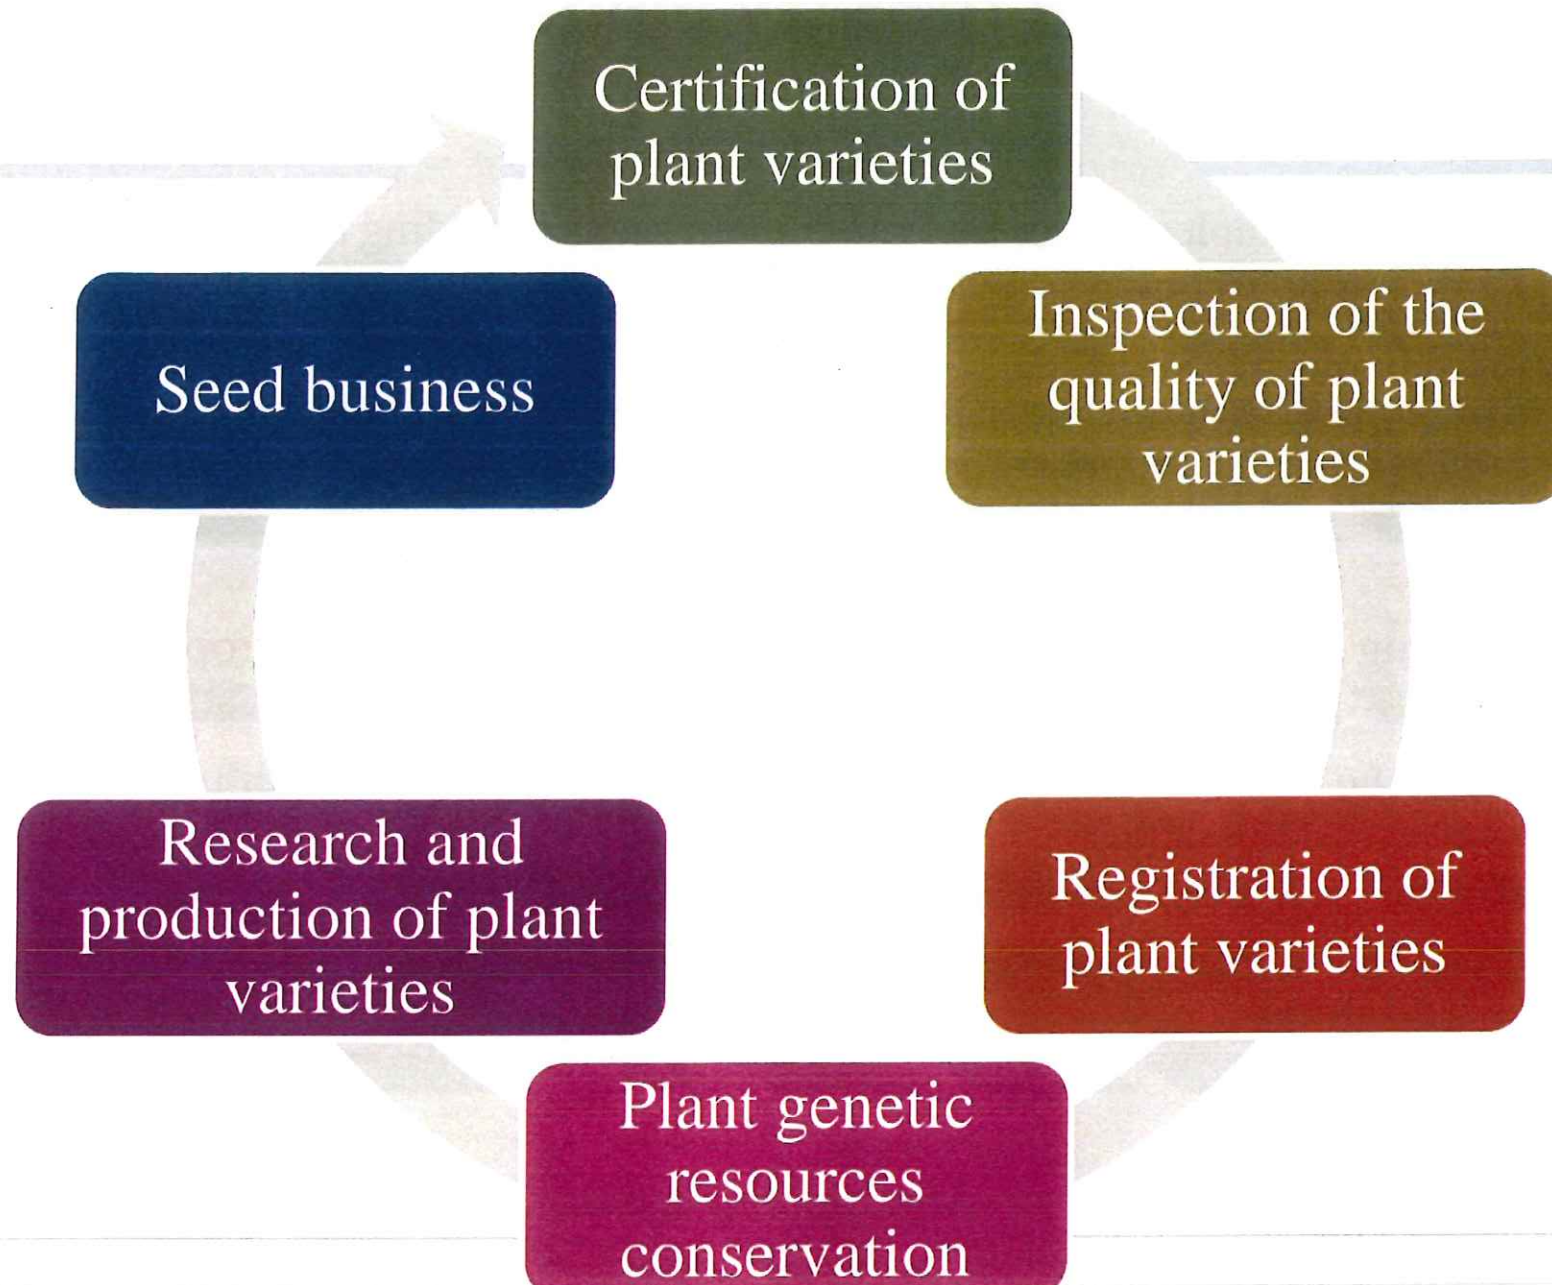 Certification of
plant varieties
Inspection of the
quality of plant
varieties
Registration of
plant varieties
Plant genetic
resources
conservation
Research and
production of plant
varieties
Seed business